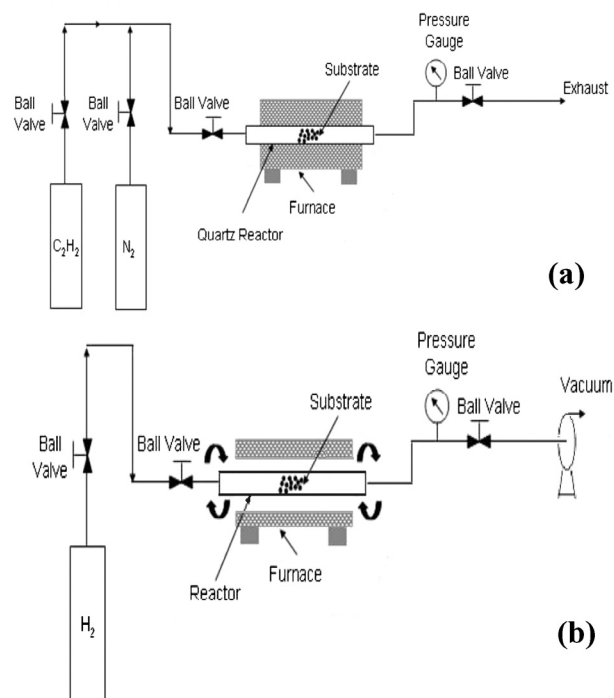 Pressure
Gauge
Ball Valve
Exhaust
Substrate
Ball Valve
Ball
Valve
Ball
Valve
Furnace
Quartz Reactor
C₂H₂
N₂
(a)
Pressure
Gauge
Ball Valve
Vacuum
Substrate
Ball Valve
Ball
Valve
Furnace
Reactor
H₂
(b)